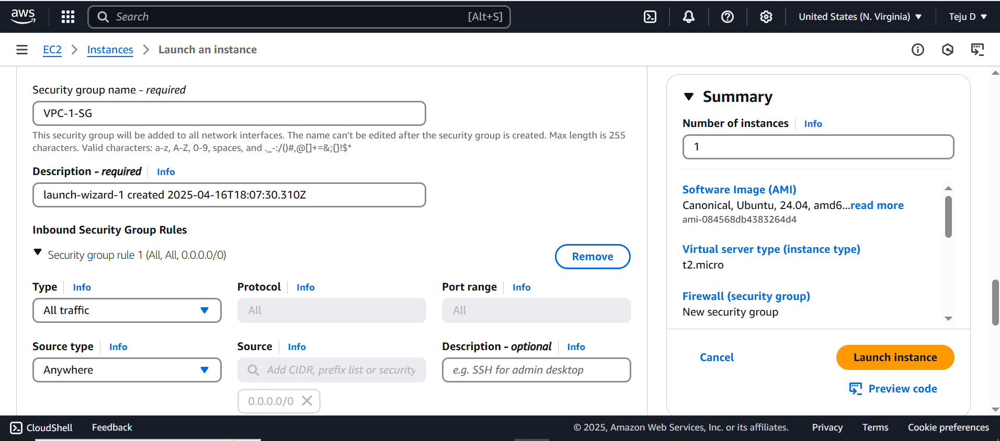 aws
Search [Alt+S]
United States (N. Virginia)
Teju D
EC2 Instances Launch an instance
Security group name - required
VPC-1-SG
This security group will be added to all network interfaces. The name can't be edited after the security group is created. Max length is 255
characters. Valid characters: a-z, A-Z, 0-9, spaces, and ._-:/()#,@[]+=&;{}!$*
Description - required Info
launch-wizard-1 created 2025-04-16T18:07:30.310Z
Inbound Security Group Rules
Security group rule 1 (All, All, 0.0.0.0/0)
Remove
Type Info Protocol Info Port range Info
All traffic All All
Source type Info Source Info Description - optional Info
Anywhere Add CIDR, prefix list or security e.g. SSH for admin desktop
0.0.0.0/0
Summary
Number of instances Info
1
Software Image (AMI)
Canonical, Ubuntu, 24.04, amd6...read more
ami-084568db4383264d4
Virtual server type (instance type)
t2.micro
Firewall (security group)
New security group
Cancel Launch instance
Preview code
CloudShell Feedback © 2025, Amazon Web Services, Inc. or its affiliates. Privacy Terms Cookie preferences